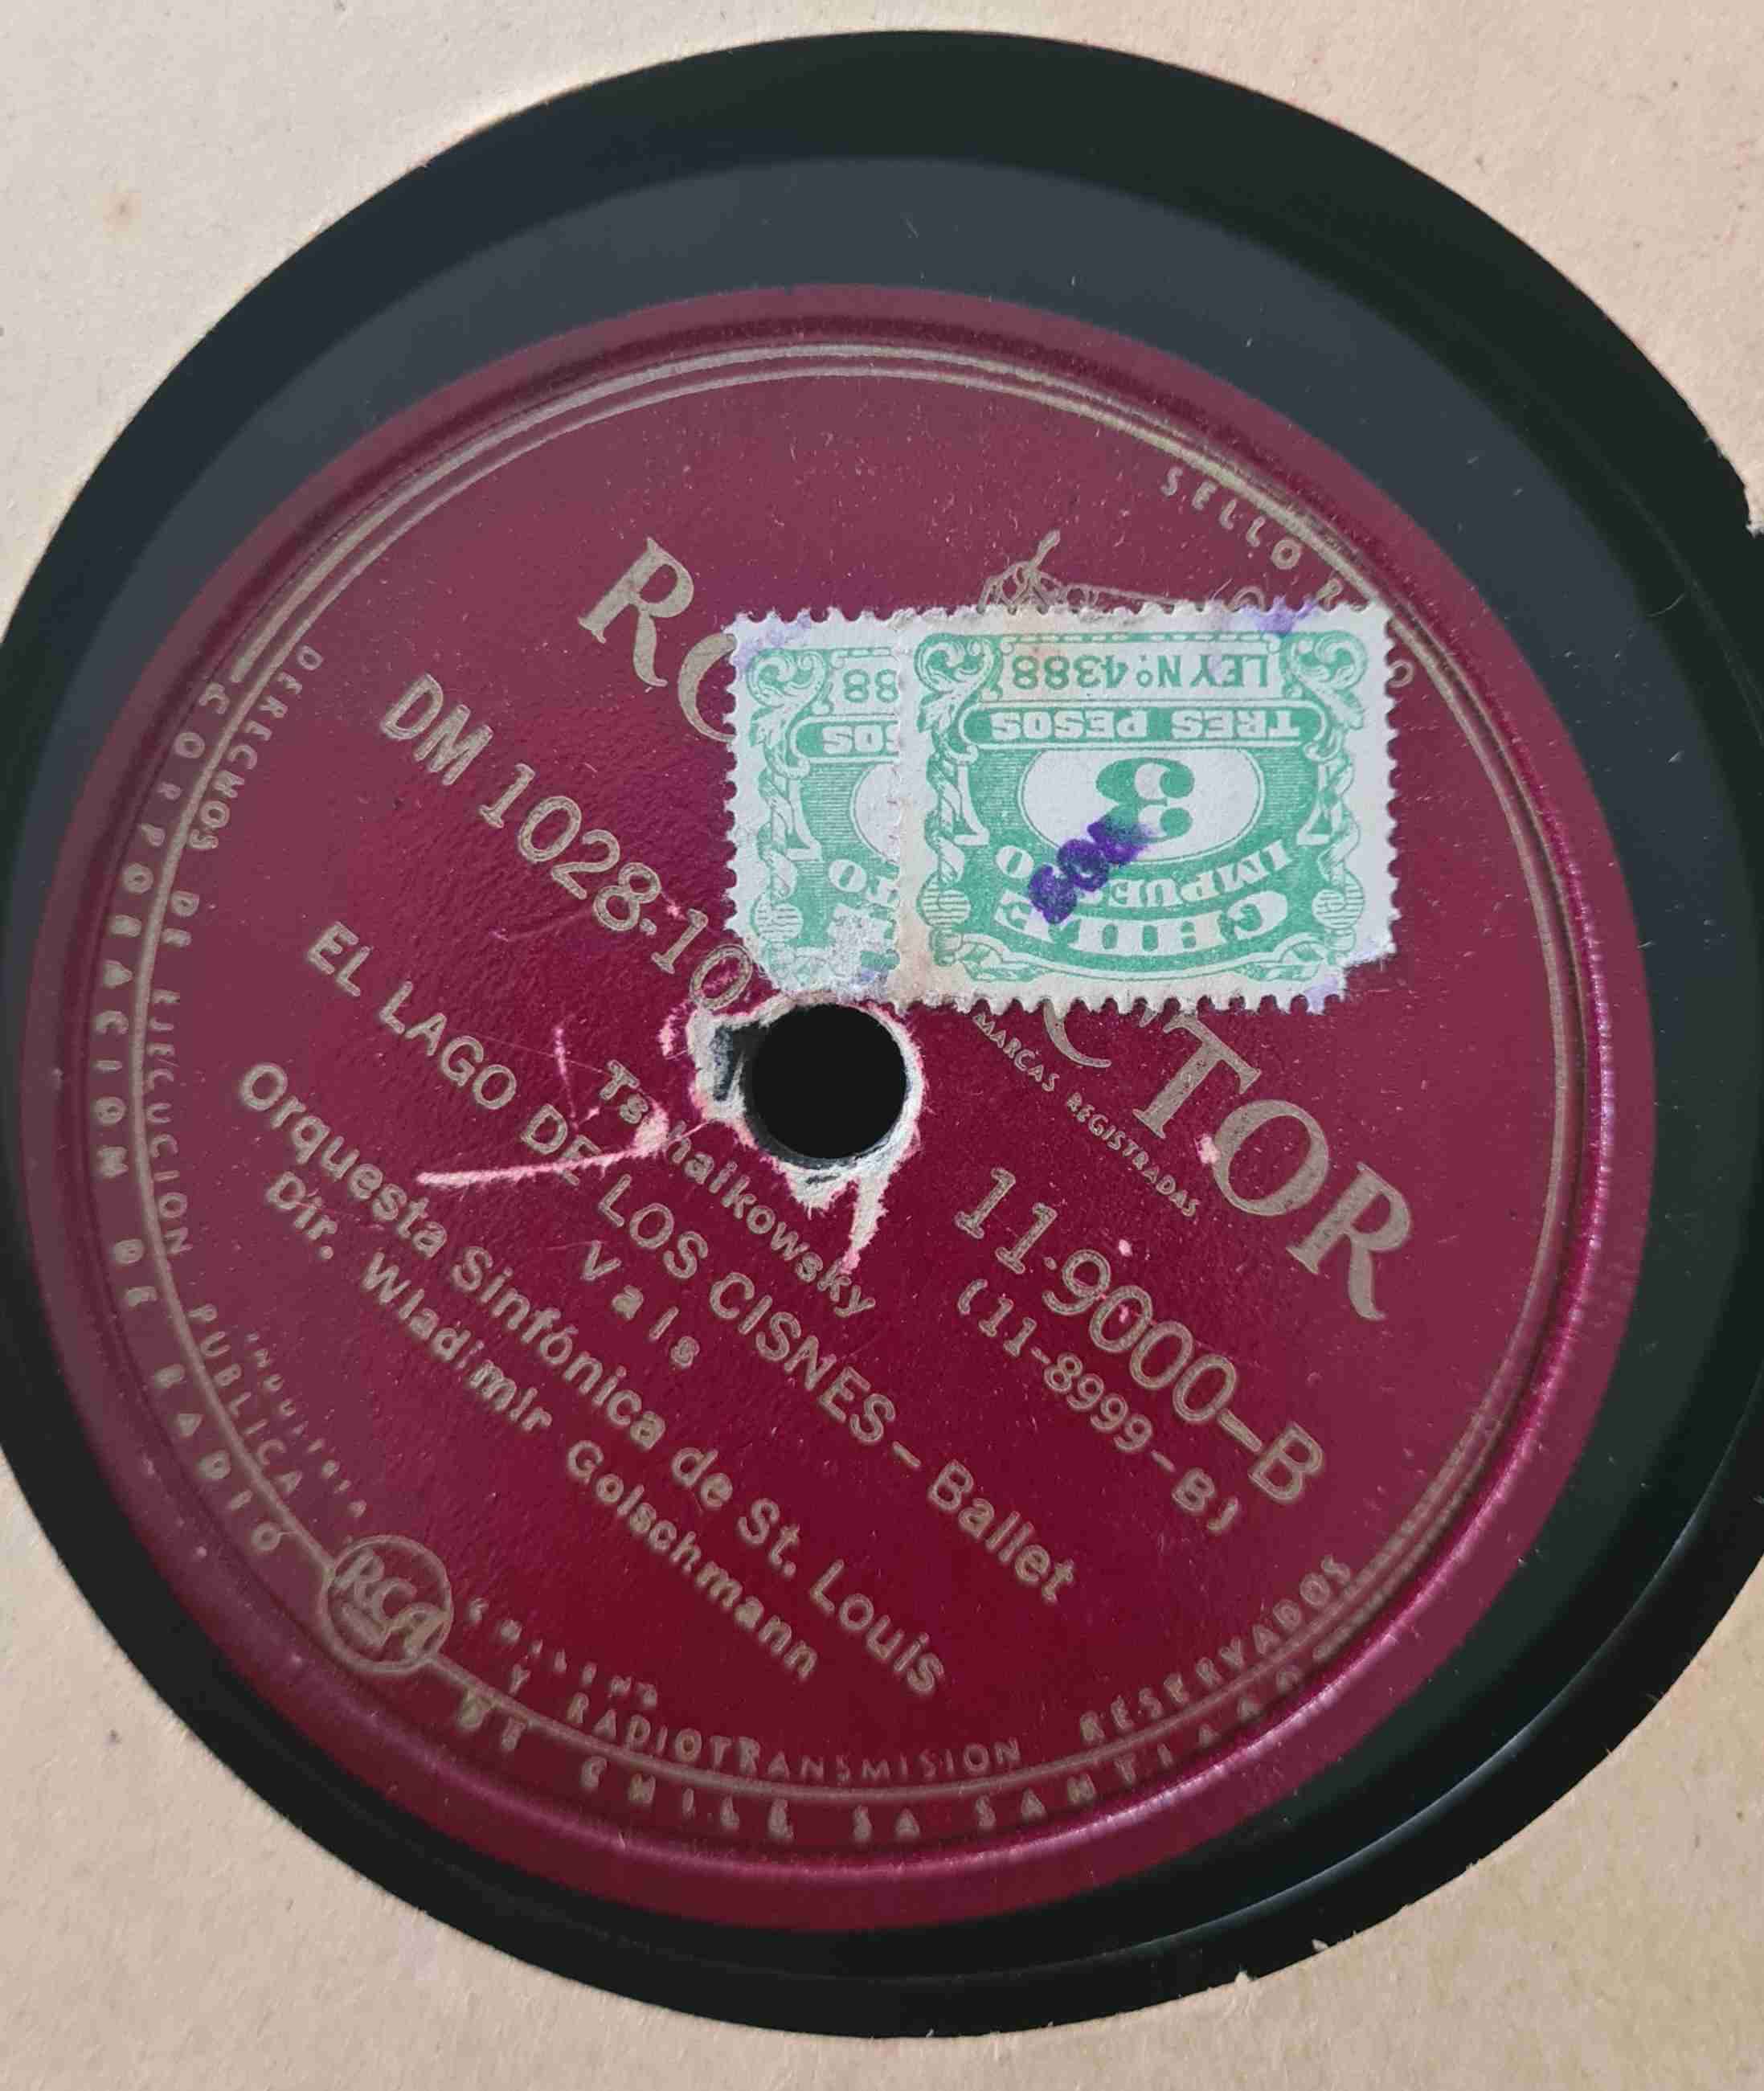 SELLO
MARCAS REGISTRADAS
DM 1028-10
11-9000-B
(11-8999-B)
Tschaikowsky
EL LAGO DE LOS CISNES - Ballet
Vals
Orquesta Sinfónica de St. Louis
Dir. Wladimir Golschmann
DERECHOS DE EJECUCION PUBLICA Y RADIOTRANSMISION RESERVADOS
INDUSTRIA CHILENA
CORPORACION DE RADIO DE CHILE SA SANTIAGO
RCA
CHILE
IMPUESTO
3
TRES PESOS
LEY Nº 4388